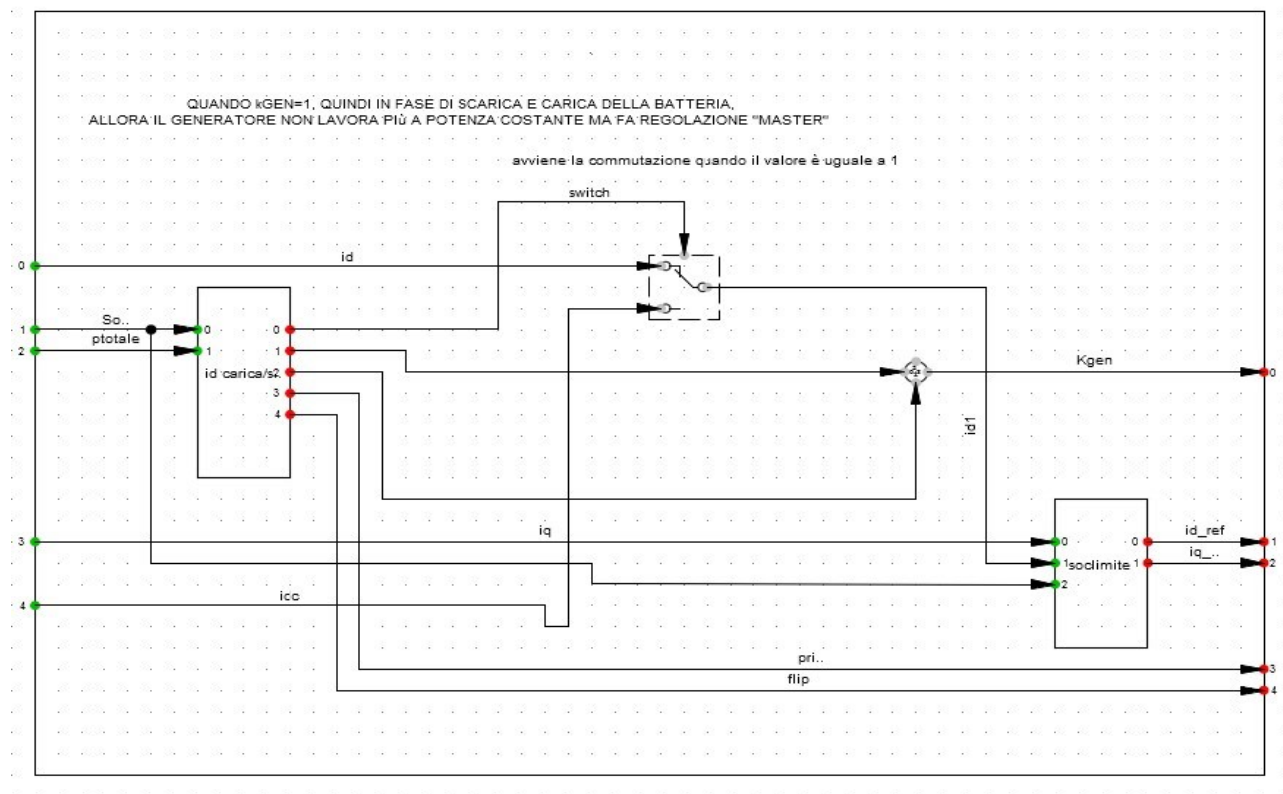 QUANDO kGEN=1, QUINDI IN FASE DI SCARICA E CARICA DELLA BATTERIA,
ALLORA IL GENERATORE NON LAVORA PIù A POTENZA COSTANTE MA FA REGOLAZIONE "MASTER"
avviene la commutazione quando il valore è uguale a 1
switch
0 id
1 So.. 0 0
2 ptotale 1 1
id carica/s.. 2
3
4
Kgen 0
id1
3 iq 0 0 id_ref 1
1 soclimite 1 iq_.. 2
2
4 icc
pri.. 3
flip 4